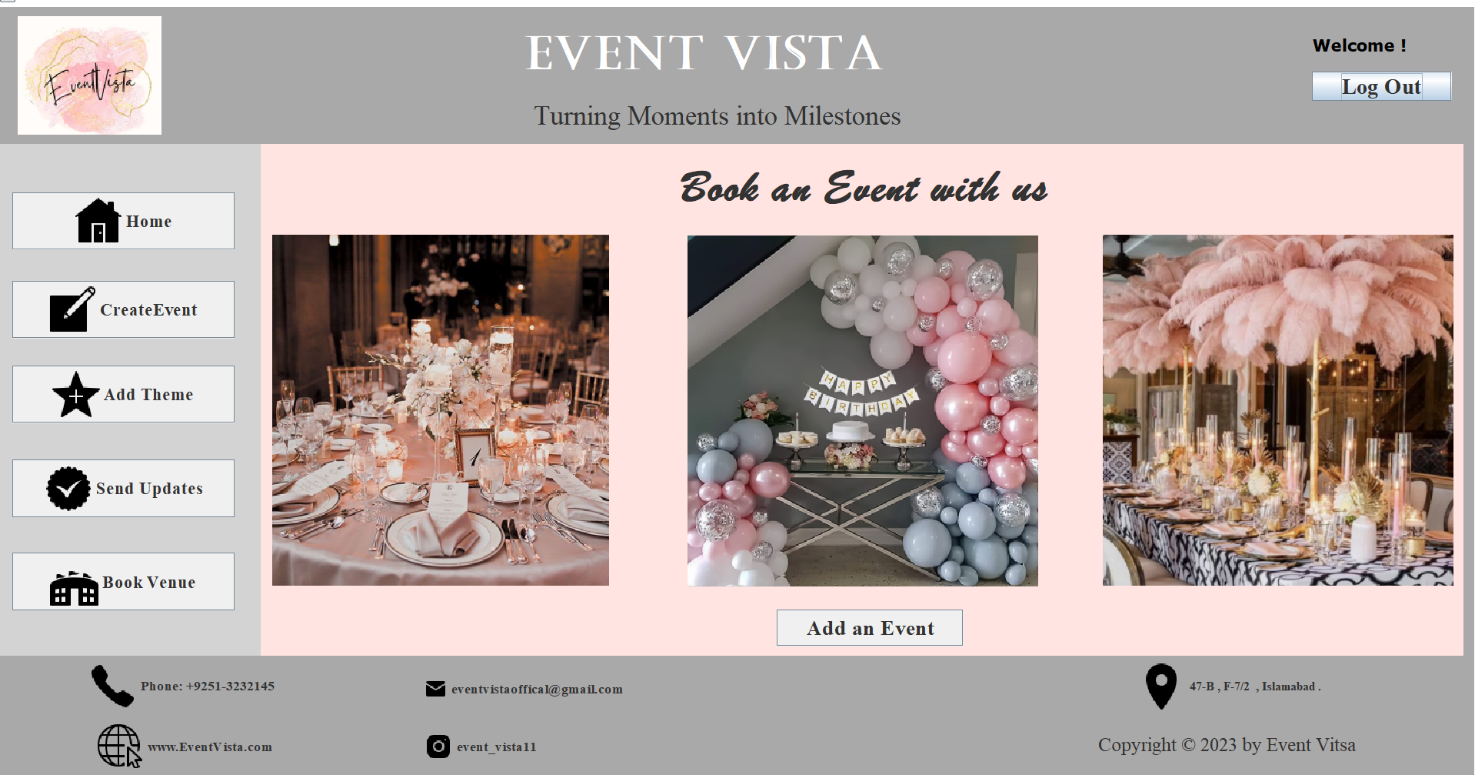 EventVista
EVENT VISTA
Turning Moments into Milestones
Welcome !
Log Out
Home
CreateEvent
Add Theme
Send Updates
Book Venue
Book an Event with us
1
HAPPY
BIRTHDAY
Add an Event
Phone: +9251-3232145
eventvistaoffical@gmail.com
47-B , F-7/2 , Islamabad .
www.EventVista.com
event_vista11
Copyright © 2023 by Event Vitsa